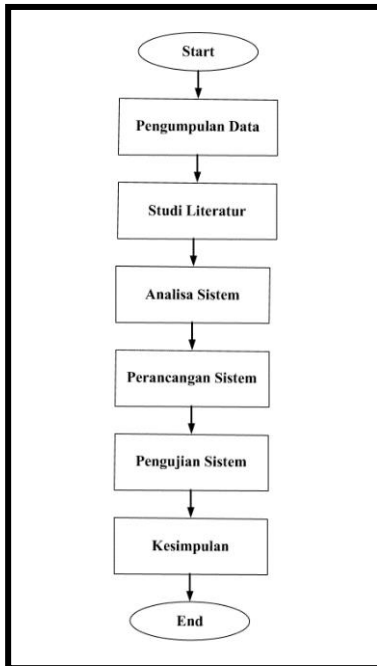 Start
Pengumpulan Data
Studi Literatur
Analisa Sistem
Perancangan Sistem
Pengujian Sistem
Kesimpulan
End